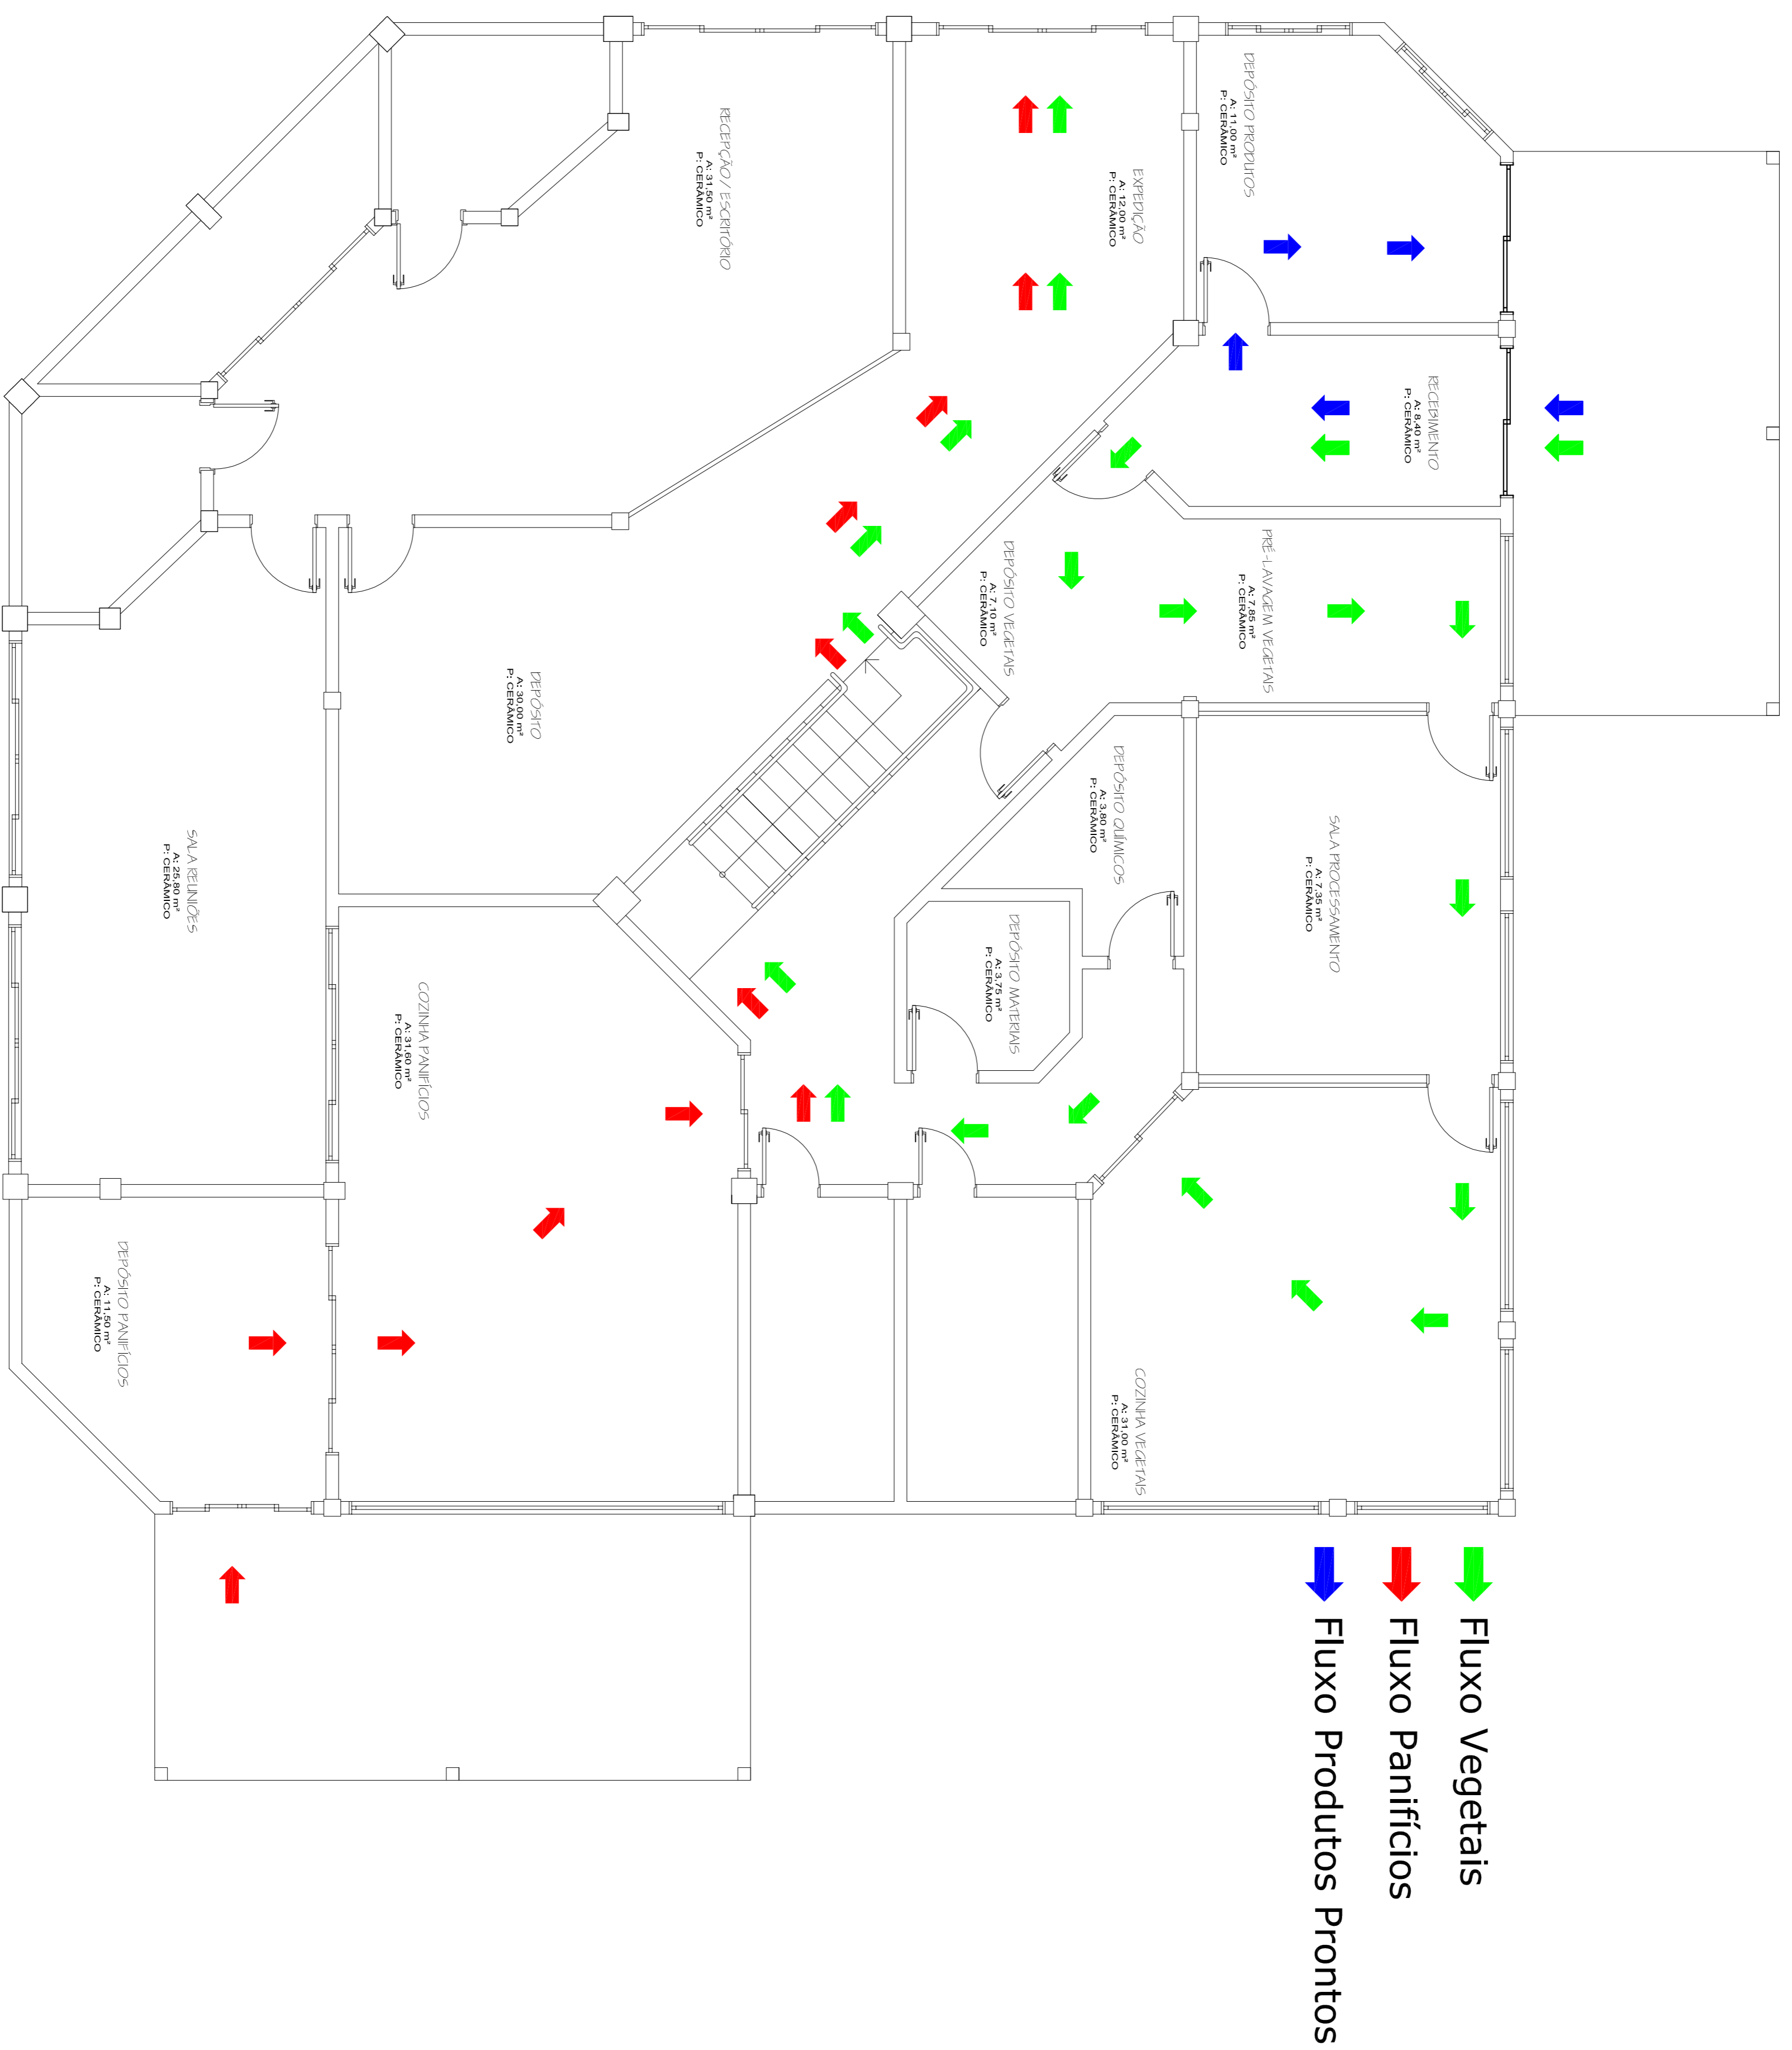 DEPÓSITO PRODUTOS
A: 11,00 m²
P: CERÂMICO
RECEPÇÃO / ESCRITÓRIO
A: 31,50 m²
P: CERÂMICO
EXPEDIÇÃO
A: 12,00 m²
P: CERÂMICO
RECEBIMENTO
A: 8,40 m²
P: CERÂMICO
PRÉ-LAVAGEM VEGETAIS
A: 7,85 m²
P: CERÂMICO
DEPÓSITO VEGETAIS
A: 7,10 m²
P: CERÂMICO
DEPÓSITO
A: 30,00 m²
P: CERÂMICO
DEPÓSITO QUÍMICOS
A: 3,80 m²
P: CERÂMICO
SALA PROCESSAMENTO
A: 7,35 m²
P: CERÂMICO
SALA REUNIÕES
A: 25,80 m²
P: CERÂMICO
DEPÓSITO MATERIAIS
A: 3,75 m²
P: CERÂMICO
COZINHA PANIFÍCIOS
A: 31,60 m²
P: CERÂMICO
DEPÓSITO PANIFÍCIOS
A: 11,50 m²
P: CERÂMICO
COZINHA VEGETAIS
A: 31,00 m²
P: CERÂMICO
Fluxo Vegetais
Fluxo Panifícios
Fluxo Produtos Prontos